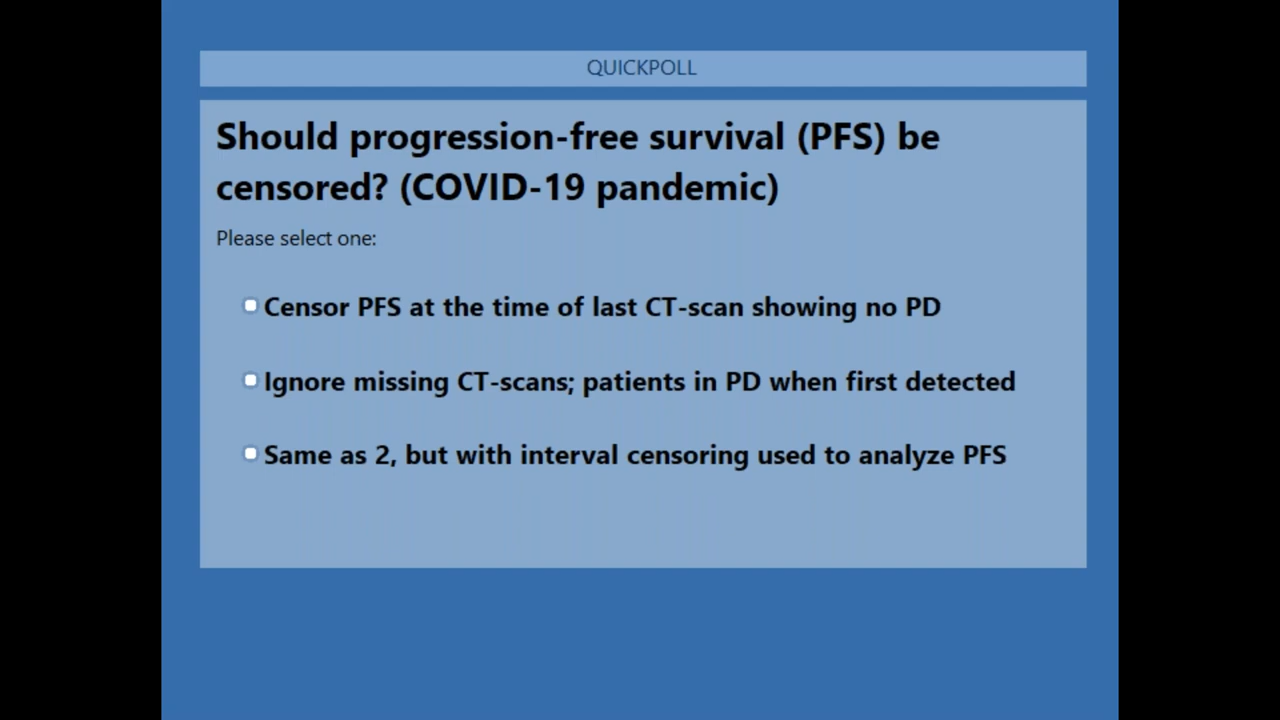 QUICKPOLL
Should progression-free survival (PFS) be
censored? (COVID-19 pandemic)
Please select one:
Censor PFS at the time of last CT-scan showing no PD
Ignore missing CT-scans; patients in PD when first detected
Same as 2, but with interval censoring used to analyze PFS